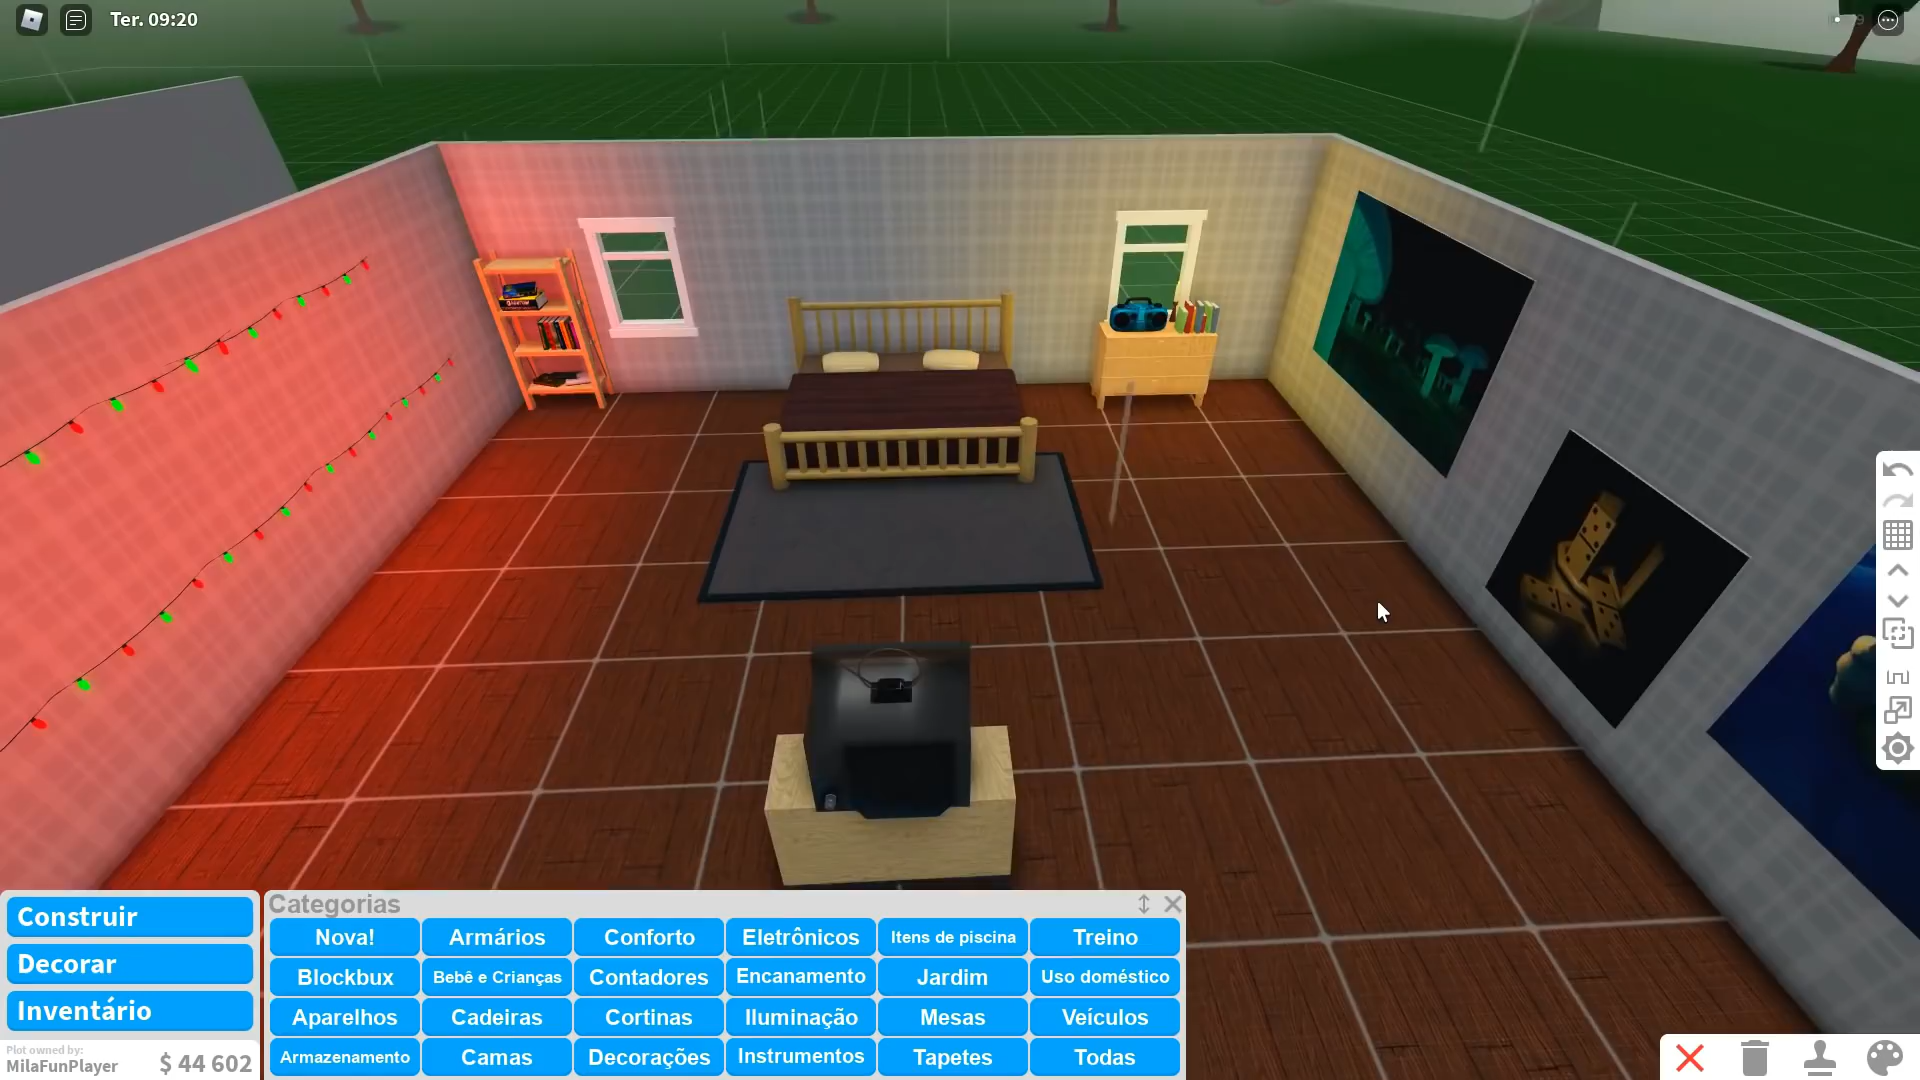 Ter. 09:20
Construir
Decorar
Inventário
Plot owned by:
MilaFunPlayer
$ 44 602
Categorias
Nova! Armários Conforto Eletrônicos Itens de piscina Treino
Blockbux Bebê e Crianças Contadores Encanamento Jardim Uso doméstico
Aparelhos Cadeiras Cortinas Iluminação Mesas Veículos
Armazenamento Camas Decorações Instrumentos Tapetes Todas